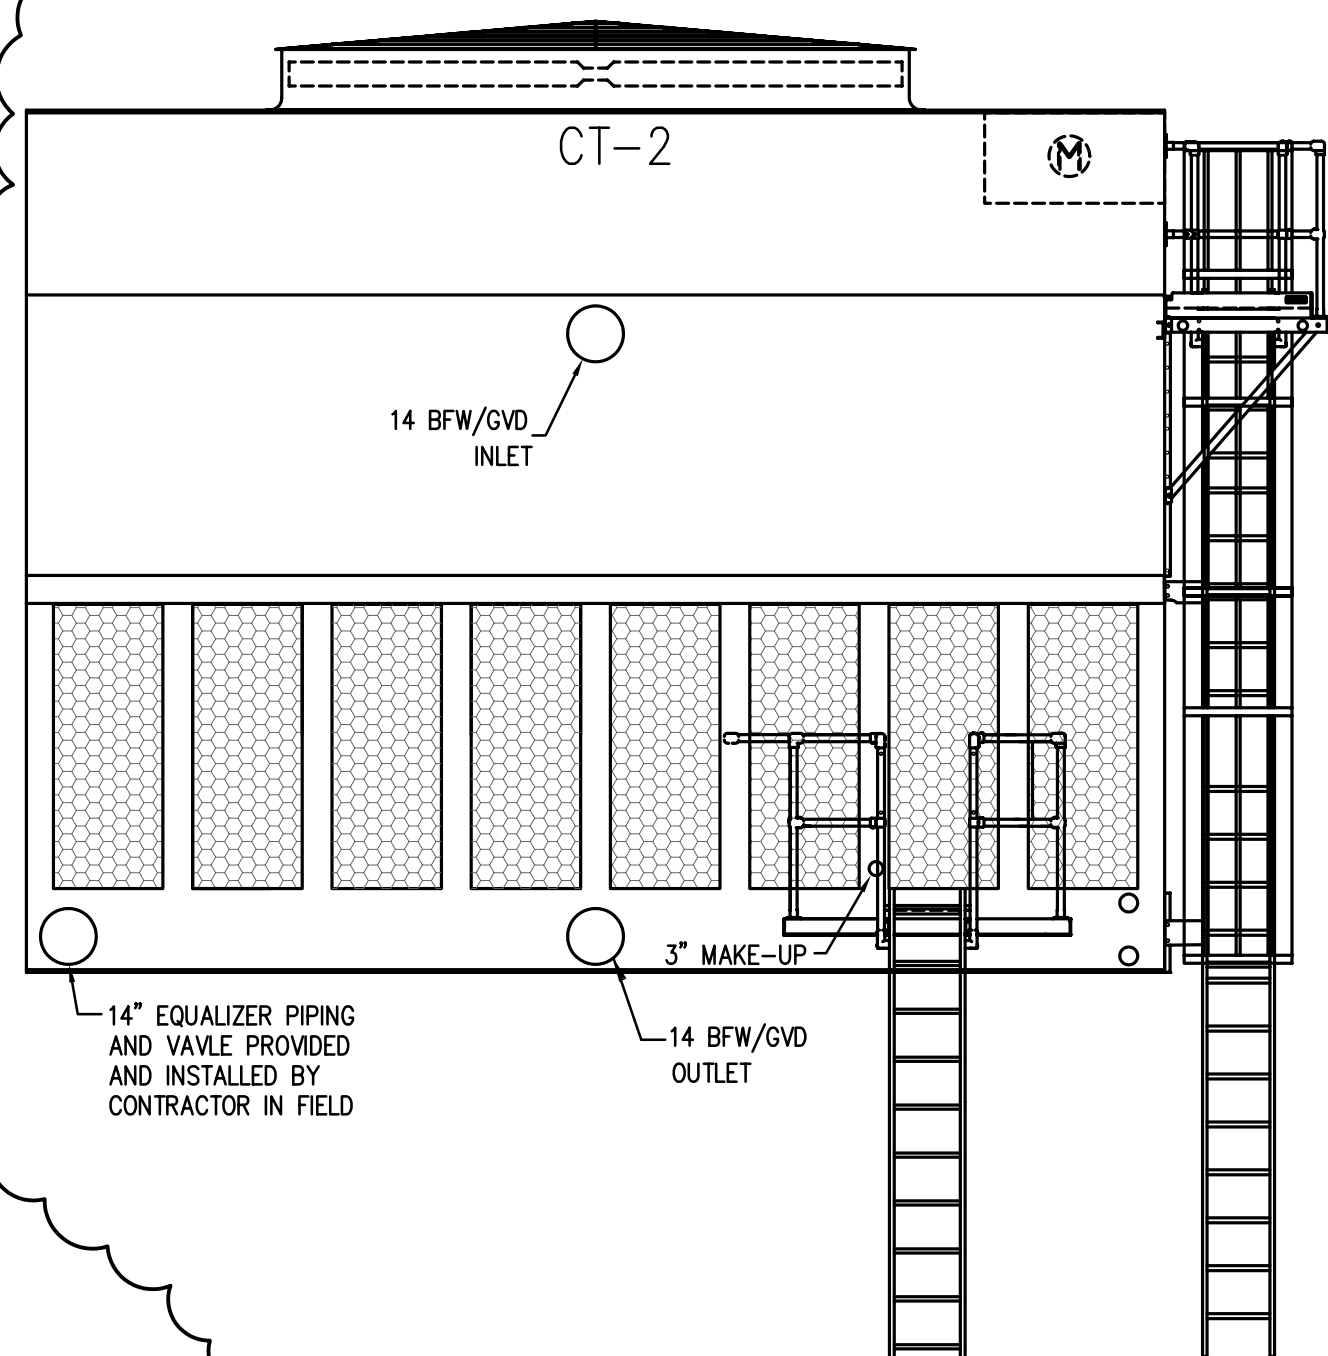 CT-2
M
14 BFW/GVD
INLET
3" MAKE-UP
14" EQUALIZER PIPING
AND VAVLE PROVIDED
AND INSTALLED BY
CONTRACTOR IN FIELD
14 BFW/GVD
OUTLET